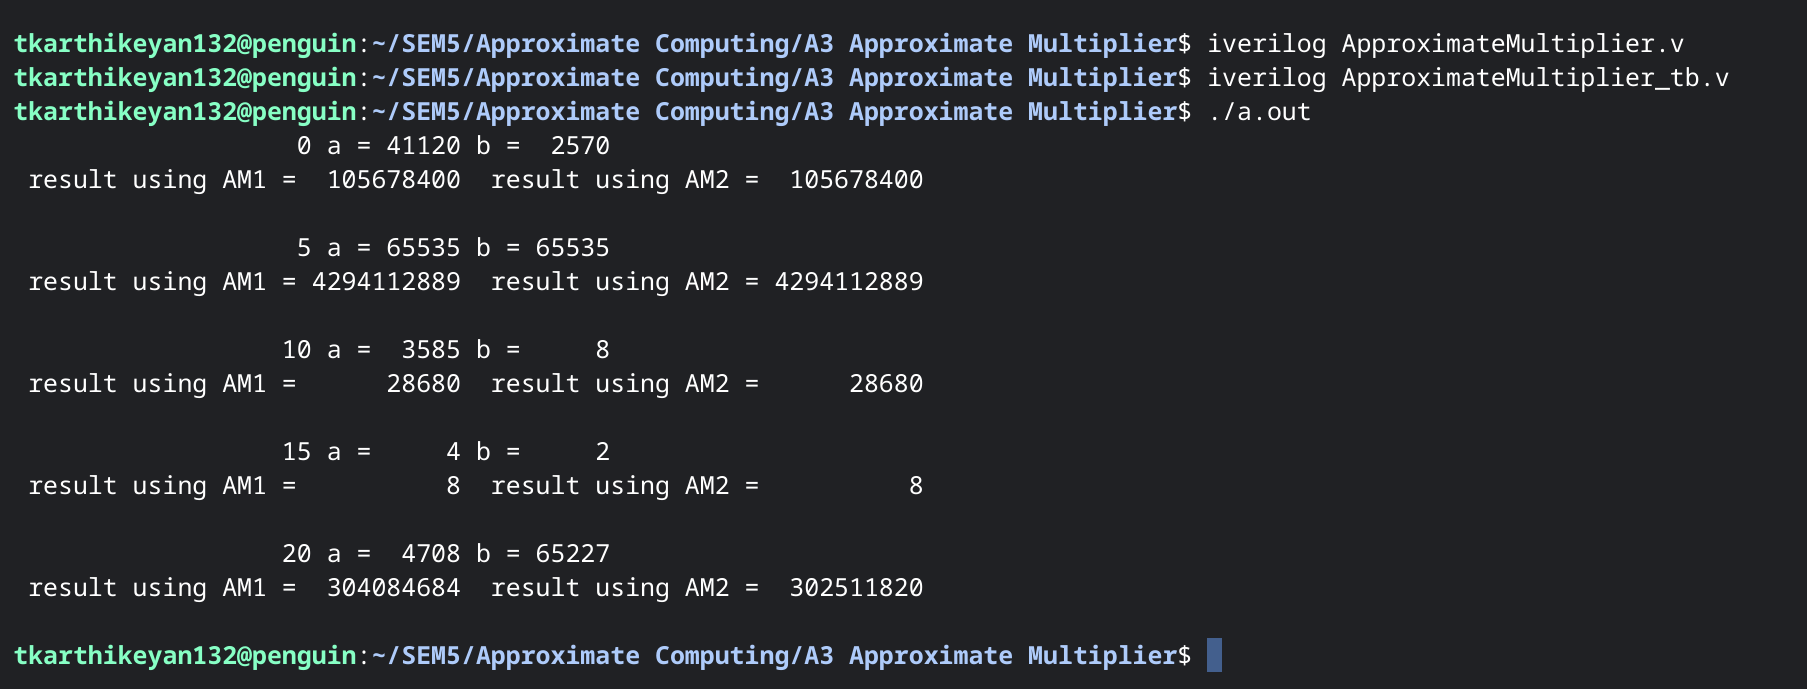 tkarthikeyan132@penguin:~/SEM5/Approximate Computing/A3 Approximate Multiplier$ iverilog ApproximateMultiplier.v
tkarthikeyan132@penguin:~/SEM5/Approximate Computing/A3 Approximate Multiplier$ iverilog ApproximateMultiplier_tb.v
tkarthikeyan132@penguin:~/SEM5/Approximate Computing/A3 Approximate Multiplier$ ./a.out
                   0 a = 41120 b =  2570
 result using AM1 =  105678400  result using AM2 =  105678400

                   5 a = 65535 b = 65535
 result using AM1 = 4294112889  result using AM2 = 4294112889

                  10 a =  3585 b =     8
 result using AM1 =      28680  result using AM2 =      28680

                  15 a =     4 b =     2
 result using AM1 =          8  result using AM2 =          8

                  20 a =  4708 b = 65227
 result using AM1 =  304084684  result using AM2 =  302511820

tkarthikeyan132@penguin:~/SEM5/Approximate Computing/A3 Approximate Multiplier$